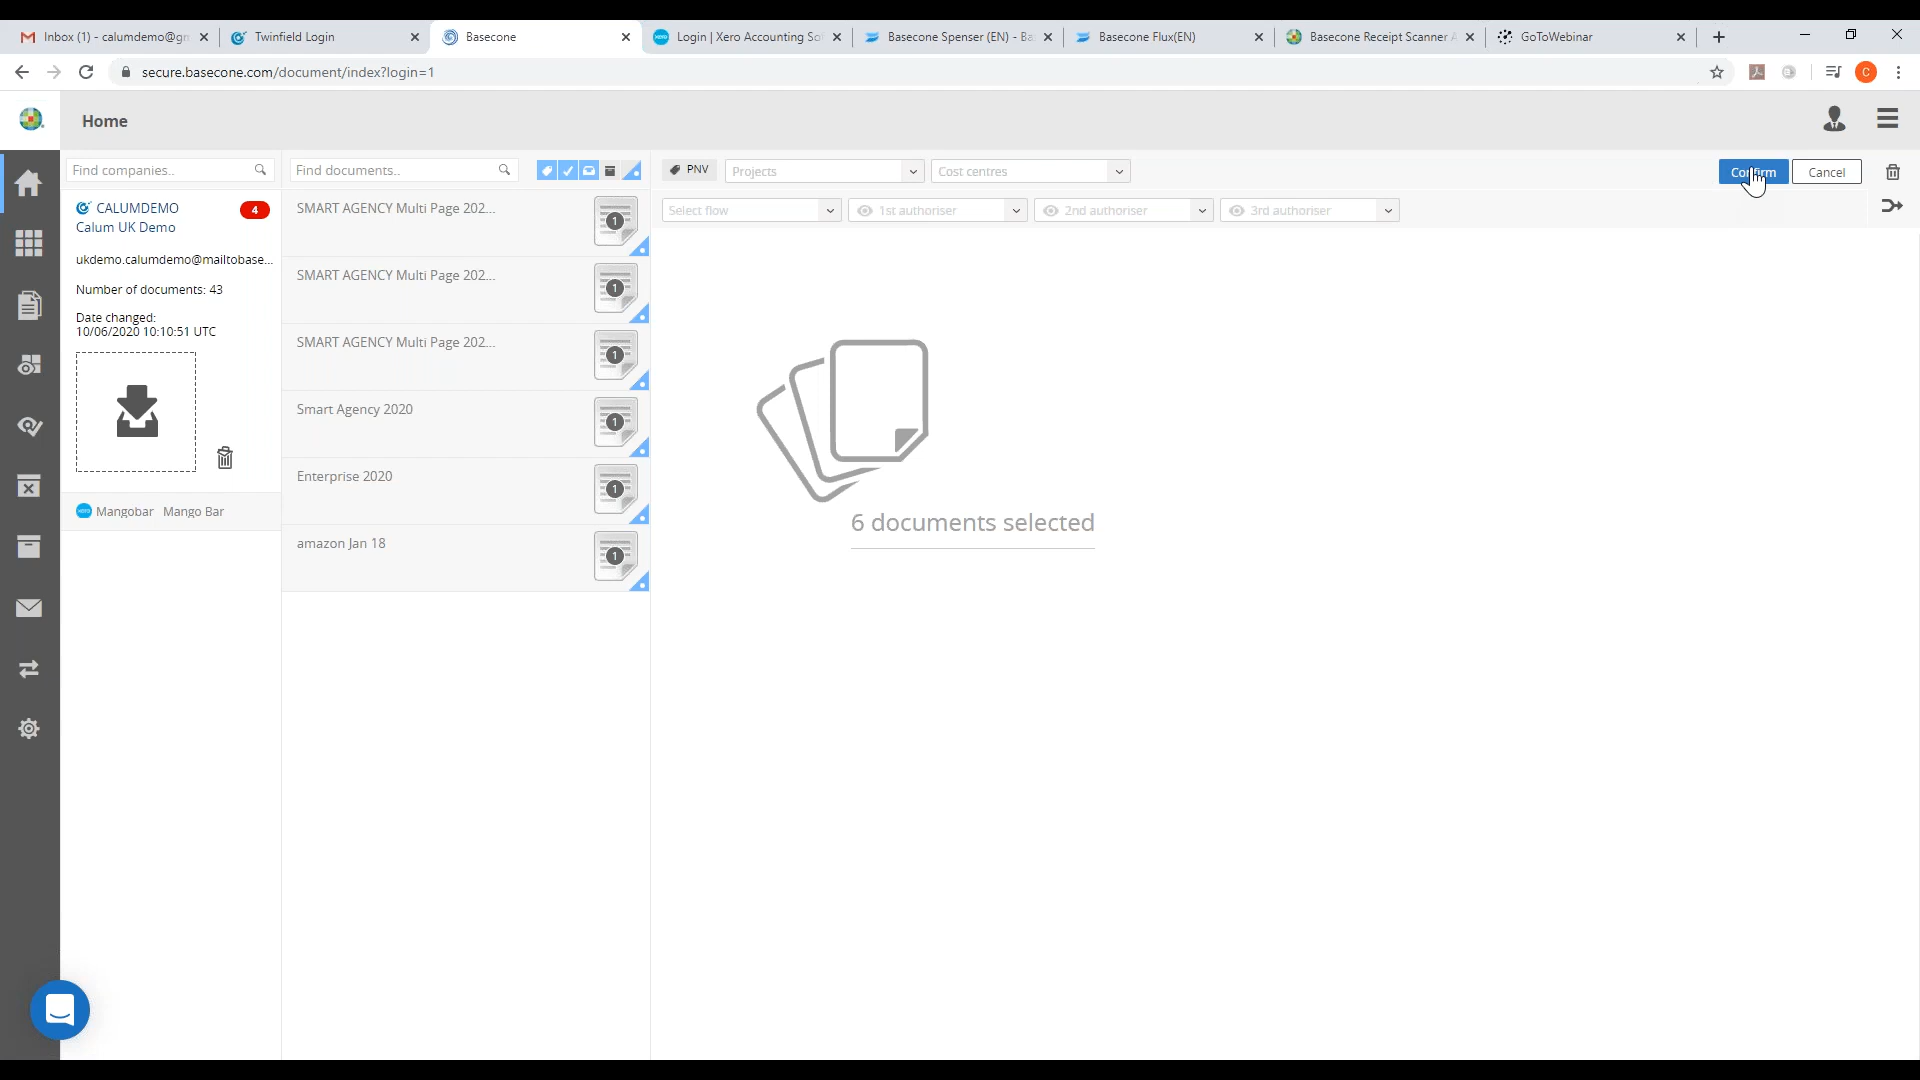 Inbox (1) - calumdemo@gm
Twinfield Login
Basecone
Login | Xero Accounting So
Basecone Spenser (EN) - Ba
Basecone Flux(EN)
Basecone Receipt Scanner A
GoToWebinar
secure.basecone.com/document/index?login=1
C
Home
Find companies..
Find documents..
PNV
Projects
Cost centres
Confirm
Cancel
Select flow
1st authoriser
2nd authoriser
3rd authoriser
CALUMDEMO
4
Calum UK Demo
ukdemo.calumdemo@mailtobase...
Number of documents: 43
Date changed:
10/06/2020 10:10:51 UTC
Mangobar Mango Bar
SMART AGENCY Multi Page 202...
1
SMART AGENCY Multi Page 202...
1
SMART AGENCY Multi Page 202...
1
Smart Agency 2020
1
Enterprise 2020
1
amazon Jan 18
1
6 documents selected